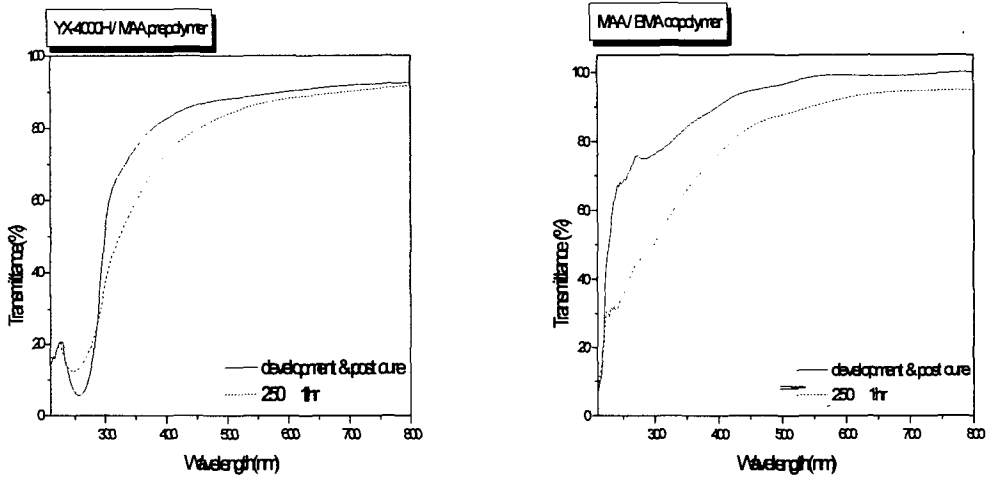 YX-4000H / MAA prepolymer
100
80
60
40
20
0
Transmittance (%)
300 400 500 600 700 800
Wavelength (nm)
development & post cure
250 1hr
MAA / BMA copolymer
100
80
60
40
20
0
Transmittance (%)
300 400 500 600 700 800
Wavelength (nm)
development & post cure
250 1hr